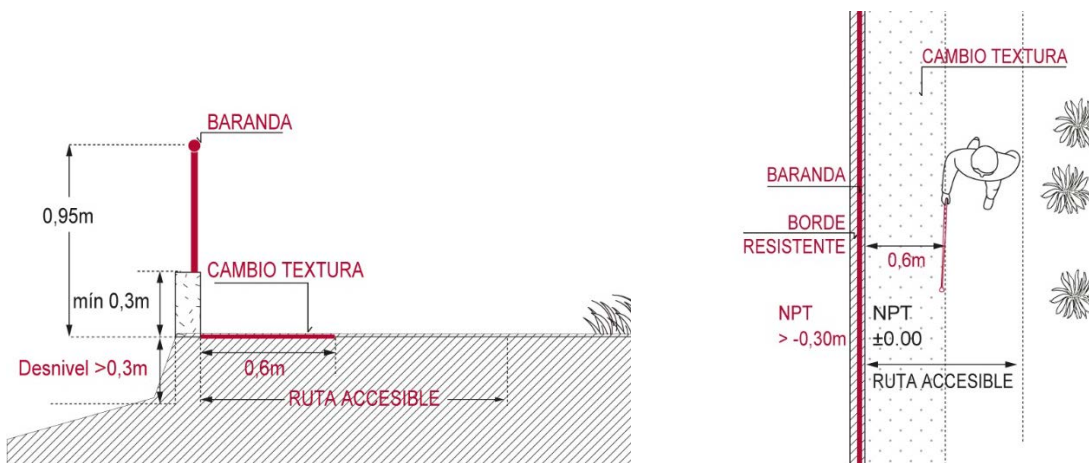 BARANDA
0,95m
CAMBIO TEXTURA
mín 0,3m
Desnivel >0,3m
0,6m
RUTA ACCESIBLE
CAMBIO TEXTURA
BARANDA
BORDE
RESISTENTE
0,6m
NPT
> -0,30m
NPT
±0.00
RUTA ACCESIBLE